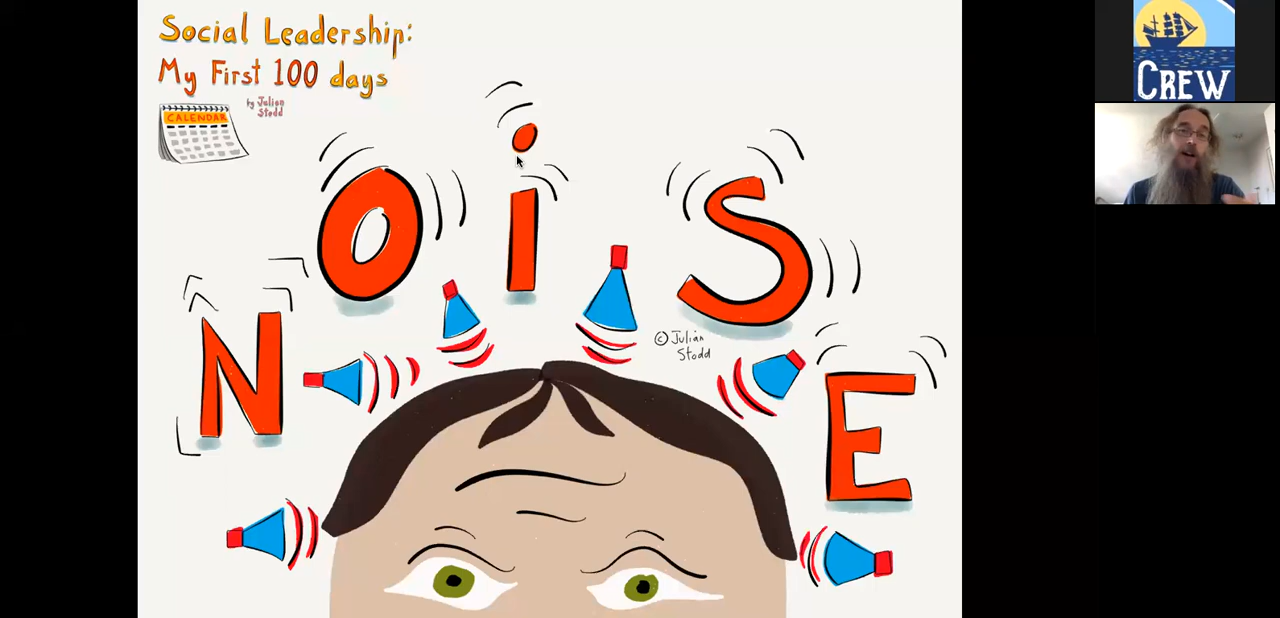 Social Leadership:
My First 100 days
by Julian
Stodd
CALENDAR
NOiSE
© Julian
Stodd
CREW